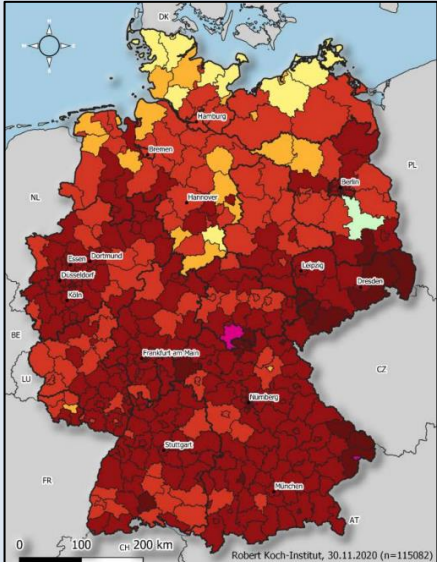 DK
Hamburg
Bremen
PL
Berlin
NL
Hannover
Essen
Dortmund
Düsseldorf
Leipzig
Dresden
Köln
BE
Frankfurt am Main
CZ
LU
Nürnberg
Stuttgart
FR
München
AT
CH
0 100 200 km
Robert Koch-Institut, 30.11.2020 (n=115082)